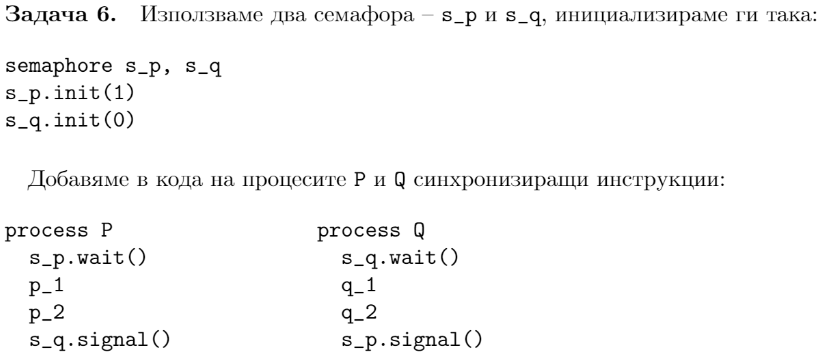 Задача 6. Използваме два семафора – s_p и s_q, инициализираме ги така:
semaphore s_p, s_q
s_p.init(1)
s_q.init(0)
Добавяме в кода на процесите P и Q синхронизиращи инструкции:
process P process Q
s_p.wait() s_q.wait()
p_1 q_1
p_2 q_2
s_q.signal() s_p.signal()